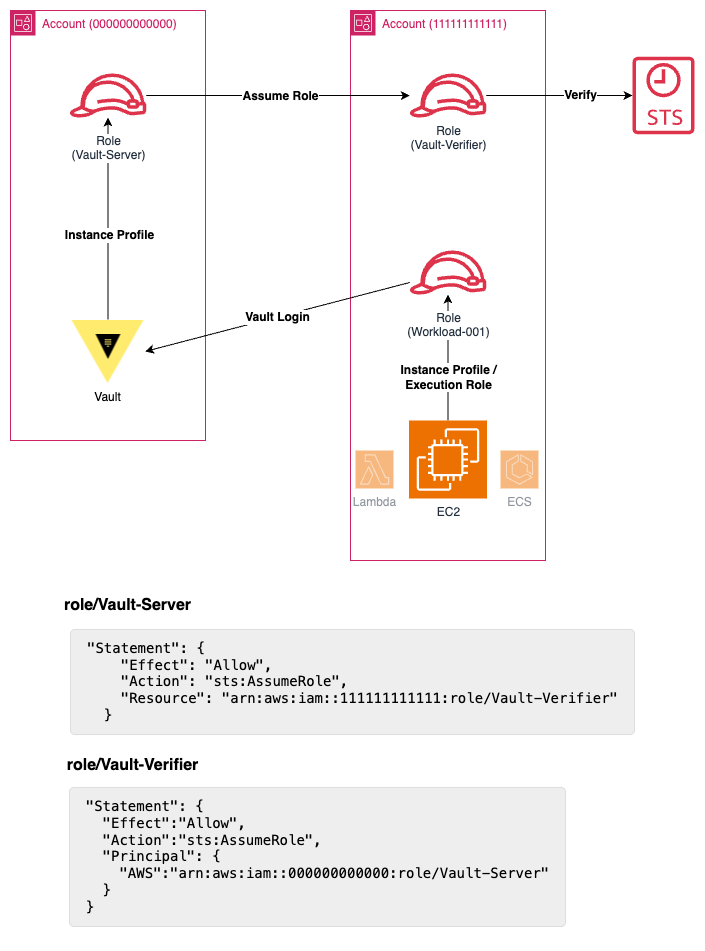 Account (000000000000)
Account (111111111111)
Assume Role
Verify
STS
Role
(Vault-Server)
Role
(Vault-Verifier)
Instance Profile
Vault Login
Role
(Workload-001)
Instance Profile /
Execution Role
Vault
Lambda
EC2
ECS
role/Vault-Server
"Statement": {
    "Effect": "Allow",
    "Action": "sts:AssumeRole",
    "Resource": "arn:aws:iam::111111111111:role/Vault-Verifier"
  }
role/Vault-Verifier
"Statement": {
  "Effect":"Allow",
  "Action":"sts:AssumeRole",
  "Principal": {
    "AWS":"arn:aws:iam::000000000000:role/Vault-Server"
  }
}